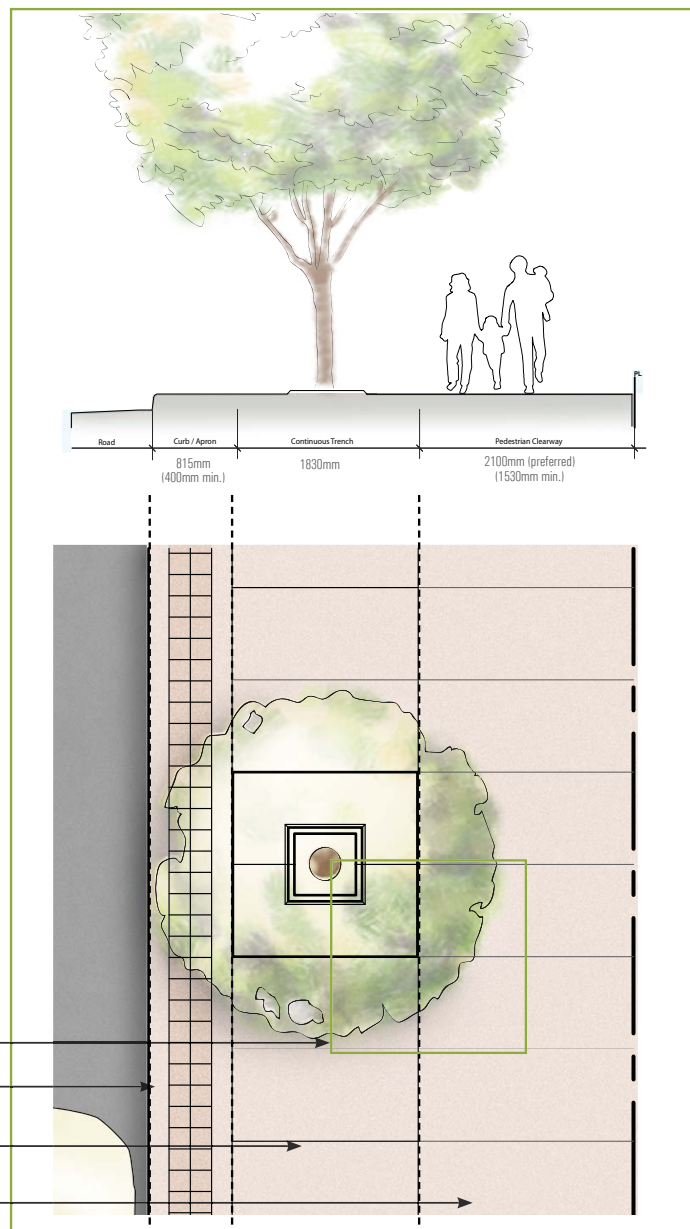 PL
Road
Curb / Apron
Continuous Trench
Pedestrian Clearway
815mm
(400mm min.)
1830mm
2100mm (preferred)
(1530mm min.)